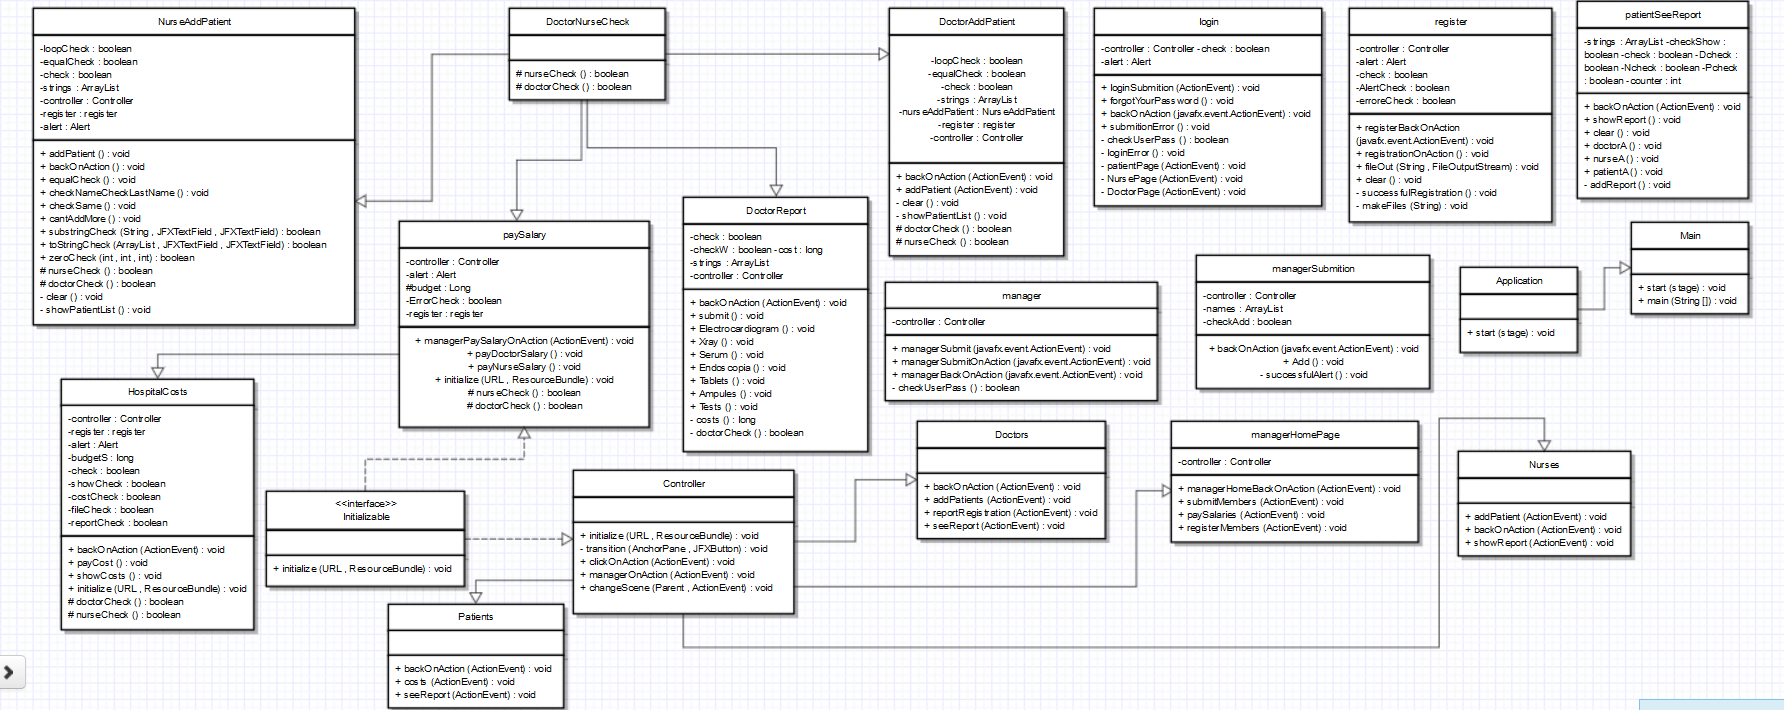 NurseAddPatient
-loopCheck : boolean
-equalCheck : boolean
-check : boolean
-strings : ArrayList
-controller : Controller
-register : register
-alert : Alert
+ addPatient () : void
+ backOnAction () : void
+ equalCheck () : void
+ checkNameCheckLastName () : void
+ checkSame () : void
+ cantAddMore () : void
+ substringCheck (String , JFXTextField , JFXTextField) : boolean
+ toStringCheck (ArrayList , JFXTextField , JFXTextField) : boolean
+ zeroCheck (int , int , int) : boolean
# nurseCheck () : boolean
# doctorCheck () : boolean
- clear () : void
- showPatientList () : void
DoctorNurseCheck
# nurseCheck () : boolean
# doctorCheck () : boolean
DoctorAddPatient
-loopCheck : boolean
-equalCheck : boolean
-check : boolean
-strings : ArrayList
-nurseAddPatient : NurseAddPatient
-register : register
-controller : Controller
+ backOnAction (ActionEvent) : void
+ addPatient (ActionEvent) : void
- clear () : void
- showPatientList () : void
# doctorCheck () : boolean
# nurseCheck () : boolean
login
-controller : Controller -check : boolean
-alert : Alert
+ loginSubmition (ActionEvent) : void
+ forgotYourPassword () : void
+ backOnAction (javafx.event.ActionEvent) : void
+ submitionError () : void
- checkUserPass () : boolean
- loginError () : void
- patientPage (ActionEvent) : void
- NursePage (ActionEvent) : void
- DoctorPage (ActionEvent) : void
register
-controller : Controller
-alert : Alert
-check : boolean
-AlertCheck : boolean
-erroreCheck : boolean
+ registerBackOnAction
(javafx.event.ActionEvent) : void
+ registrationOnAction () : void
+ fileOut (String , FileOutputStream) : void
+ clear () : void
- successfulRegistration () : void
- makeFiles (String) : void
patientSeeReport
-strings : ArrayList -checkShow :
boolean -check : boolean -Dcheck :
boolean -Ncheck : boolean -Pcheck
: boolean -counter : int
+ backOnAction (ActionEvent) : void
+ showReport () : void
+ clear () : void
+ doctorA () : void
+ nurseA () : void
+ patientA () : void
- addReport () : void
paySalary
-controller : Controller
-alert : Alert
#budget : Long
-ErrorCheck : boolean
-register : register
+ managerPaySalaryOnAction (ActionEvent) : void
+ payDoctorSalary () : void
+ payNurseSalary () : void
+ initialize (URL , ResourceBundle) : void
# nurseCheck () : boolean
# doctorCheck () : boolean
DoctorReport
-check : boolean
-checkW : boolean -cost : long
-strings : ArrayList
-controller : Controller
+ backOnAction (ActionEvent) : void
+ submit () : void
+ Electrocardiogram () : void
+ Xray () : void
+ Serum () : void
+ Endoscopia () : void
+ Tablets () : void
+ Ampules () : void
+ Tests () : void
- costs () : long
- doctorCheck () : boolean
manager
-controller : Controller
+ managerSubmit (javafx.event.ActionEvent) : void
+ managerSubmitOnAction (javafx.event.ActionEvent) : void
+ managerBackOnAction (javafx.event.ActionEvent) : void
- checkUserPass () : boolean
managerSubmition
-controller : Controller
-names : ArrayList
-checkAdd : boolean
+ backOnAction (javafx.event.ActionEvent) : void
+ Add () : void
- successfulAlert () : void
Application
+ start (stage) : void
Main
+ start (stage) : void
+ main (String []) : void
HospitalCosts
-controller : Controller
-register : register
-alert : Alert
-budgetS : long
-check : boolean
-showCheck : boolean
-costCheck : boolean
-fileCheck : boolean
-reportCheck : boolean
+ backOnAction (ActionEvent) : void
+ payCost () : void
+ showCosts () : void
+ initialize (URL , ResourceBundle) : void
# doctorCheck () : boolean
# nurseCheck () : boolean
<<interface>>
Initializable
+ initialize (URL , ResourceBundle) : void
Controller
+ initialize (URL , ResourceBundle) : void
- transition (AnchorPane , JFXButton) : void
+ clickOnAction (ActionEvent) : void
+ managerOnAction (ActionEvent) : void
+ changeScene (Parent , ActionEvent) : void
Doctors
+ backOnAction (ActionEvent) : void
+ addPatients (ActionEvent) : void
+ reportRegistration (ActionEvent) : void
+ seeReport (ActionEvent) : void
managerHomePage
-controller : Controller
+ managerHomeBackOnAction (ActionEvent) : void
+ submitMembers (ActionEvent) : void
+ paySalaries (ActionEvent) : void
+ registerMembers (ActionEvent) : void
Nurses
+ addPatient (ActionEvent) : void
+ backOnAction (ActionEvent) : void
+ showReport (ActionEvent) : void
Patients
+ backOnAction (ActionEvent) : void
+ costs (ActionEvent) : void
+ seeReport (ActionEvent) : void